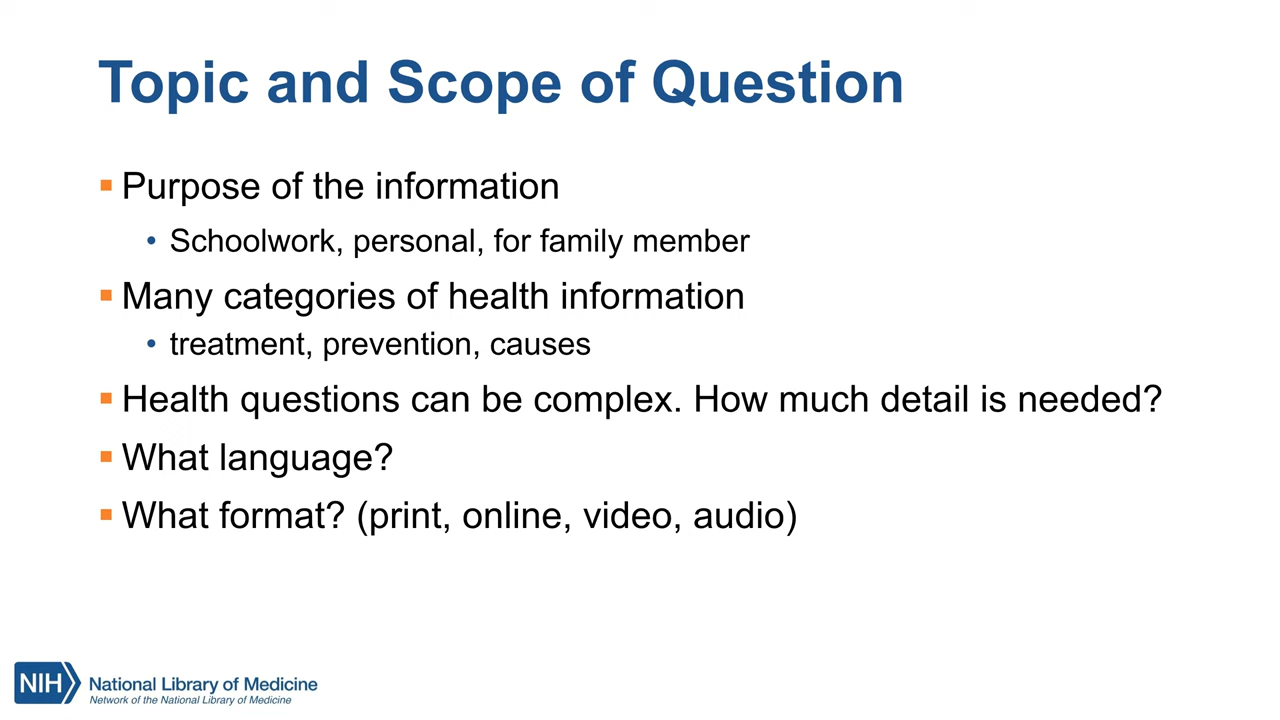 Topic and Scope of Question
Purpose of the information
Schoolwork, personal, for family member
Many categories of health information
treatment, prevention, causes
Health questions can be complex. How much detail is needed?
What language?
What format? (print, online, video, audio)
NIH National Library of Medicine
Network of the National Library of Medicine